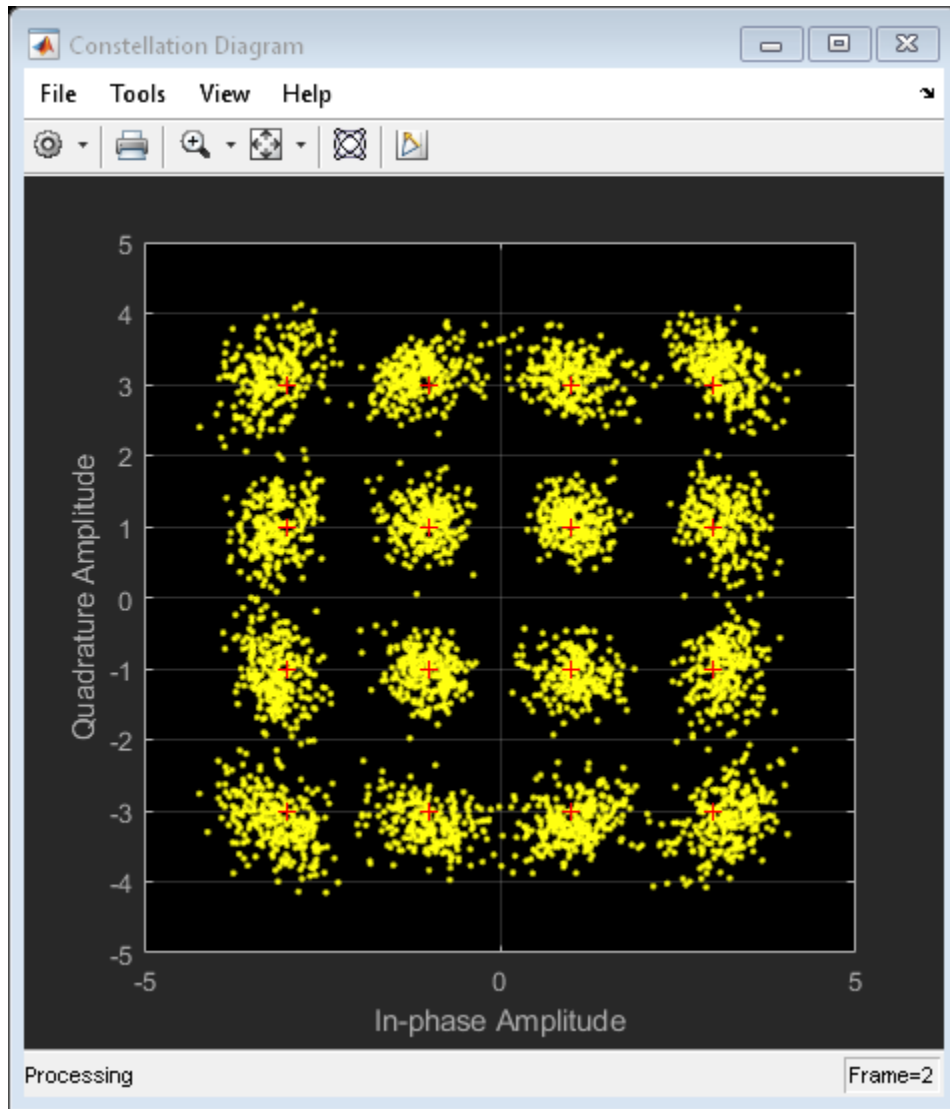 Constellation Diagram
File Tools View Help
5
4
3
2
1
0
-1
-2
-3
-4
-5
Quadrature Amplitude
-5 0 5
In-phase Amplitude
Processing Frame=2